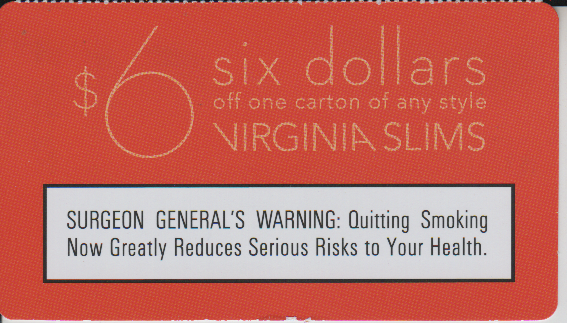 $6 six dollars
off one carton of any style
VIRGINIA SLIMS
SURGEON GENERAL'S WARNING: Quitting Smoking
Now Greatly Reduces Serious Risks to Your Health.